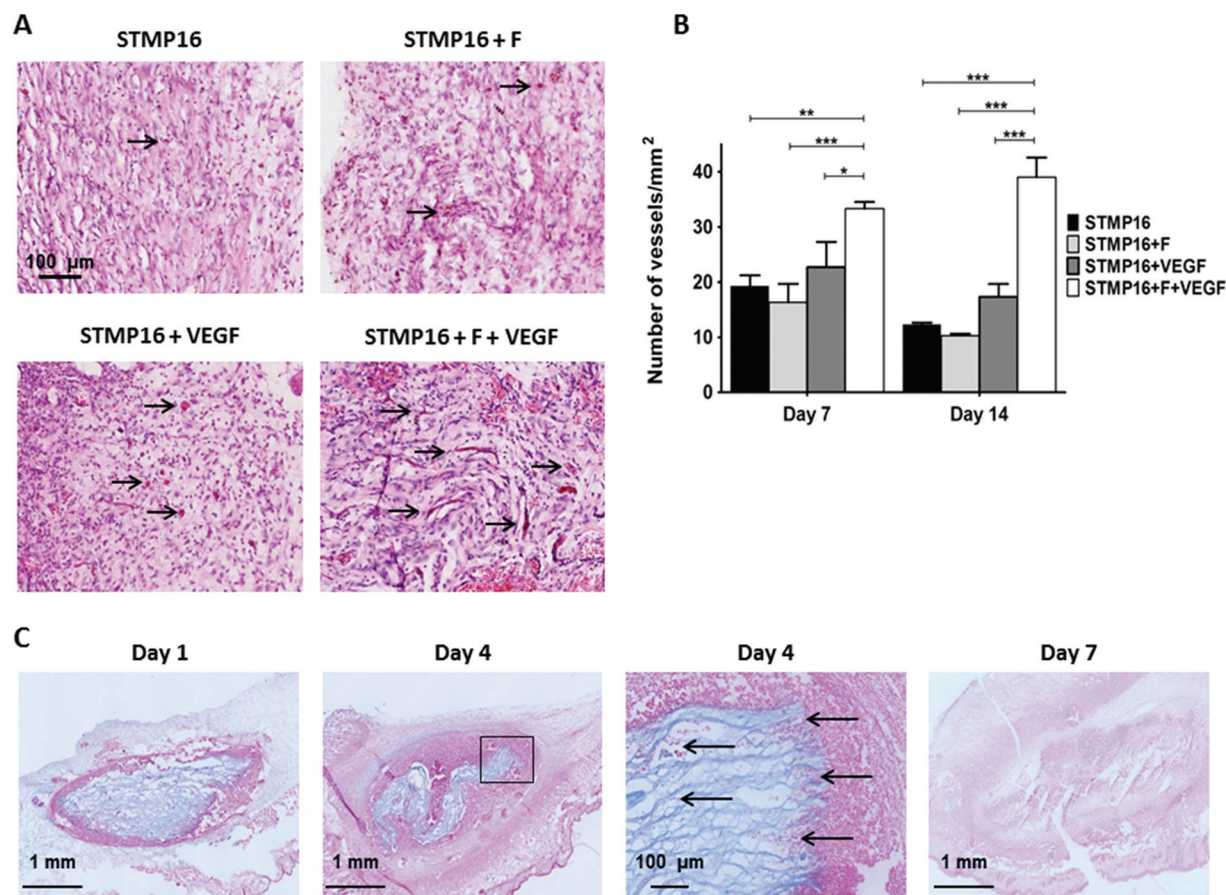 A
STMP16
STMP16 + F
100 µm
STMP16 + VEGF
STMP16 + F + VEGF
B
***
***
***
**
***
*
Number of vessels/mm²
40
30
20
10
0
Day 7
Day 14
STMP16
STMP16+F
STMP16+VEGF
STMP16+F+VEGF
C
Day 1
Day 4
Day 4
Day 7
1 mm
1 mm
100 µm
1 mm